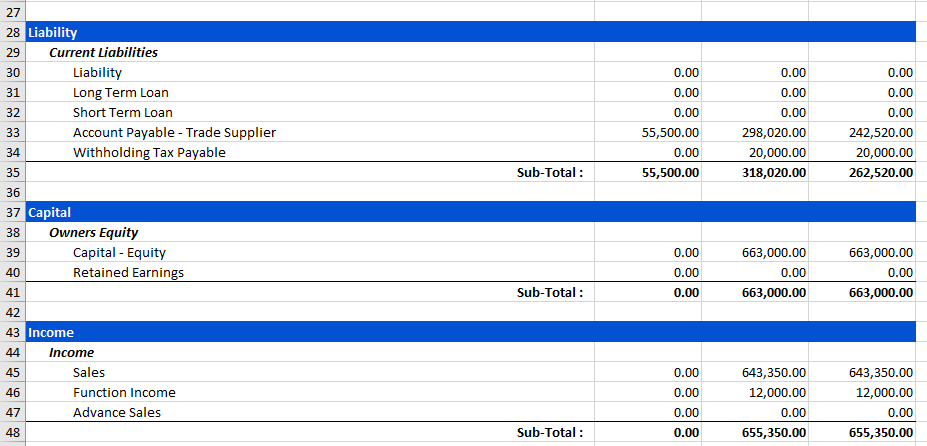 27
28 Liability
29 Current Liabilities
30 Liability 0.00 0.00 0.00
31 Long Term Loan 0.00 0.00 0.00
32 Short Term Loan 0.00 0.00 0.00
33 Account Payable - Trade Supplier 55,500.00 298,020.00 242,520.00
34 Withholding Tax Payable 0.00 20,000.00 20,000.00
35 Sub-Total : 55,500.00 318,020.00 262,520.00
36
37 Capital
38 Owners Equity
39 Capital - Equity 0.00 663,000.00 663,000.00
40 Retained Earnings 0.00 0.00 0.00
41 Sub-Total : 0.00 663,000.00 663,000.00
42
43 Income
44 Income
45 Sales 0.00 643,350.00 643,350.00
46 Function Income 0.00 12,000.00 12,000.00
47 Advance Sales 0.00 0.00 0.00
48 Sub-Total : 0.00 655,350.00 655,350.00